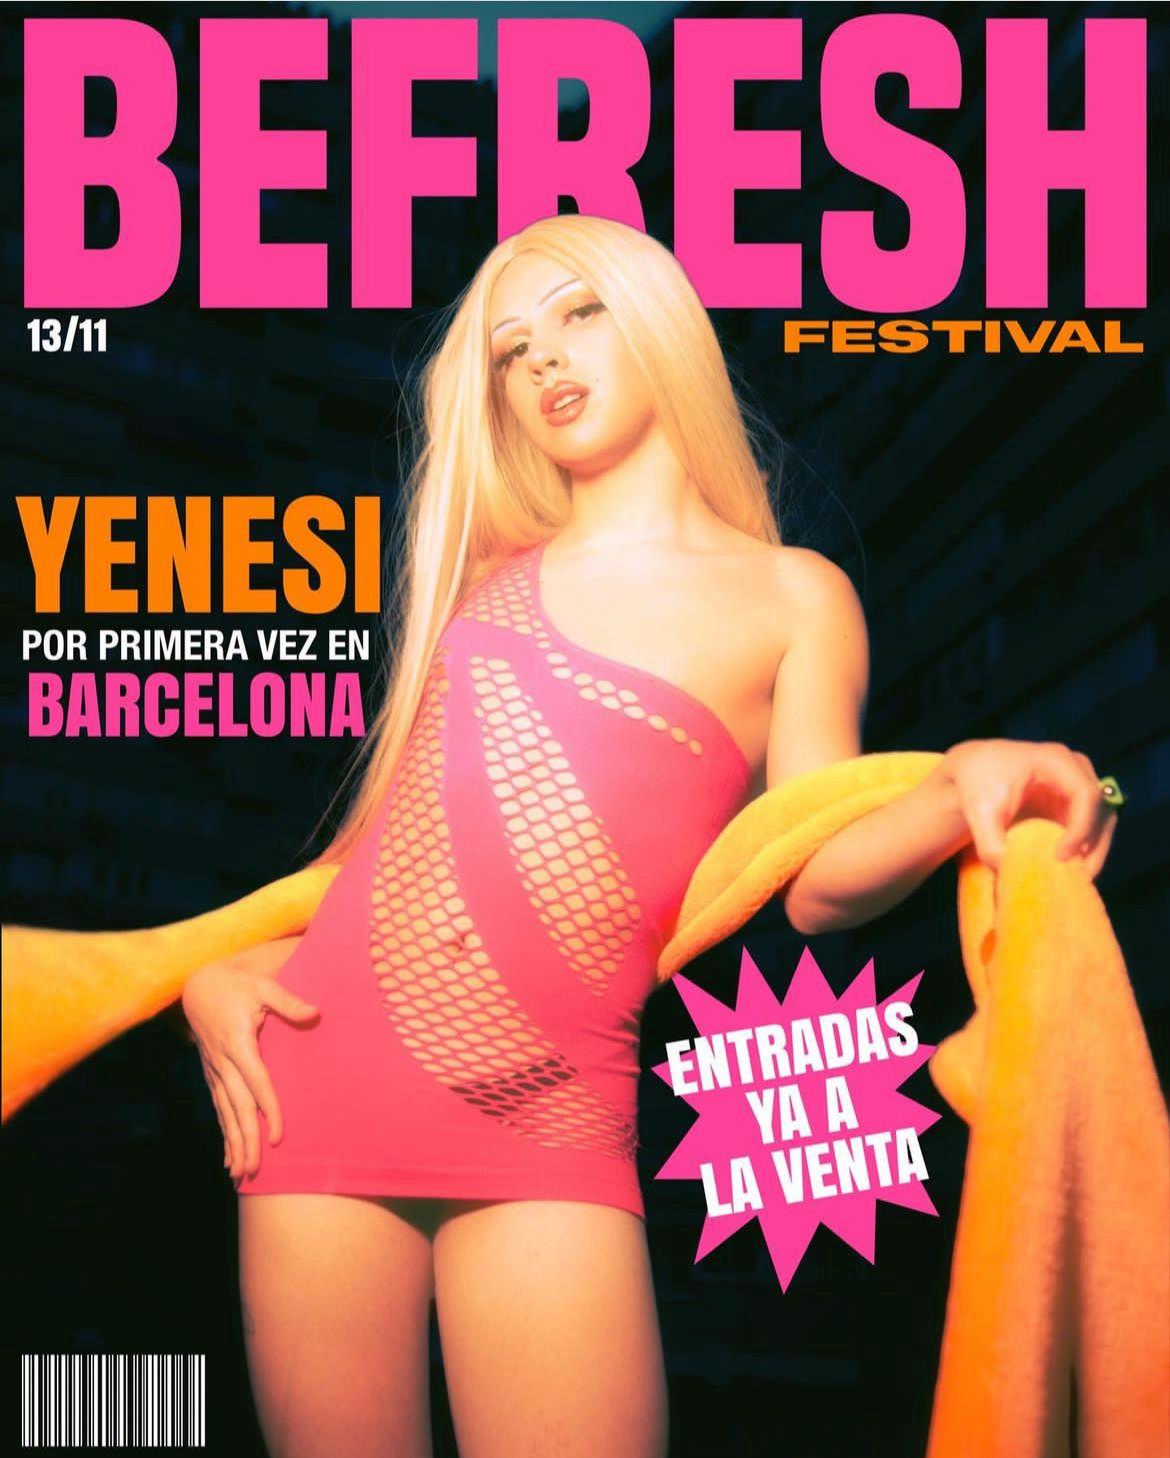 BEFRESH
13/11
FESTIVAL
YENESI
POR PRIMERA VEZ EN
BARCELONA
ENTRADAS
YA A
LA VENTA